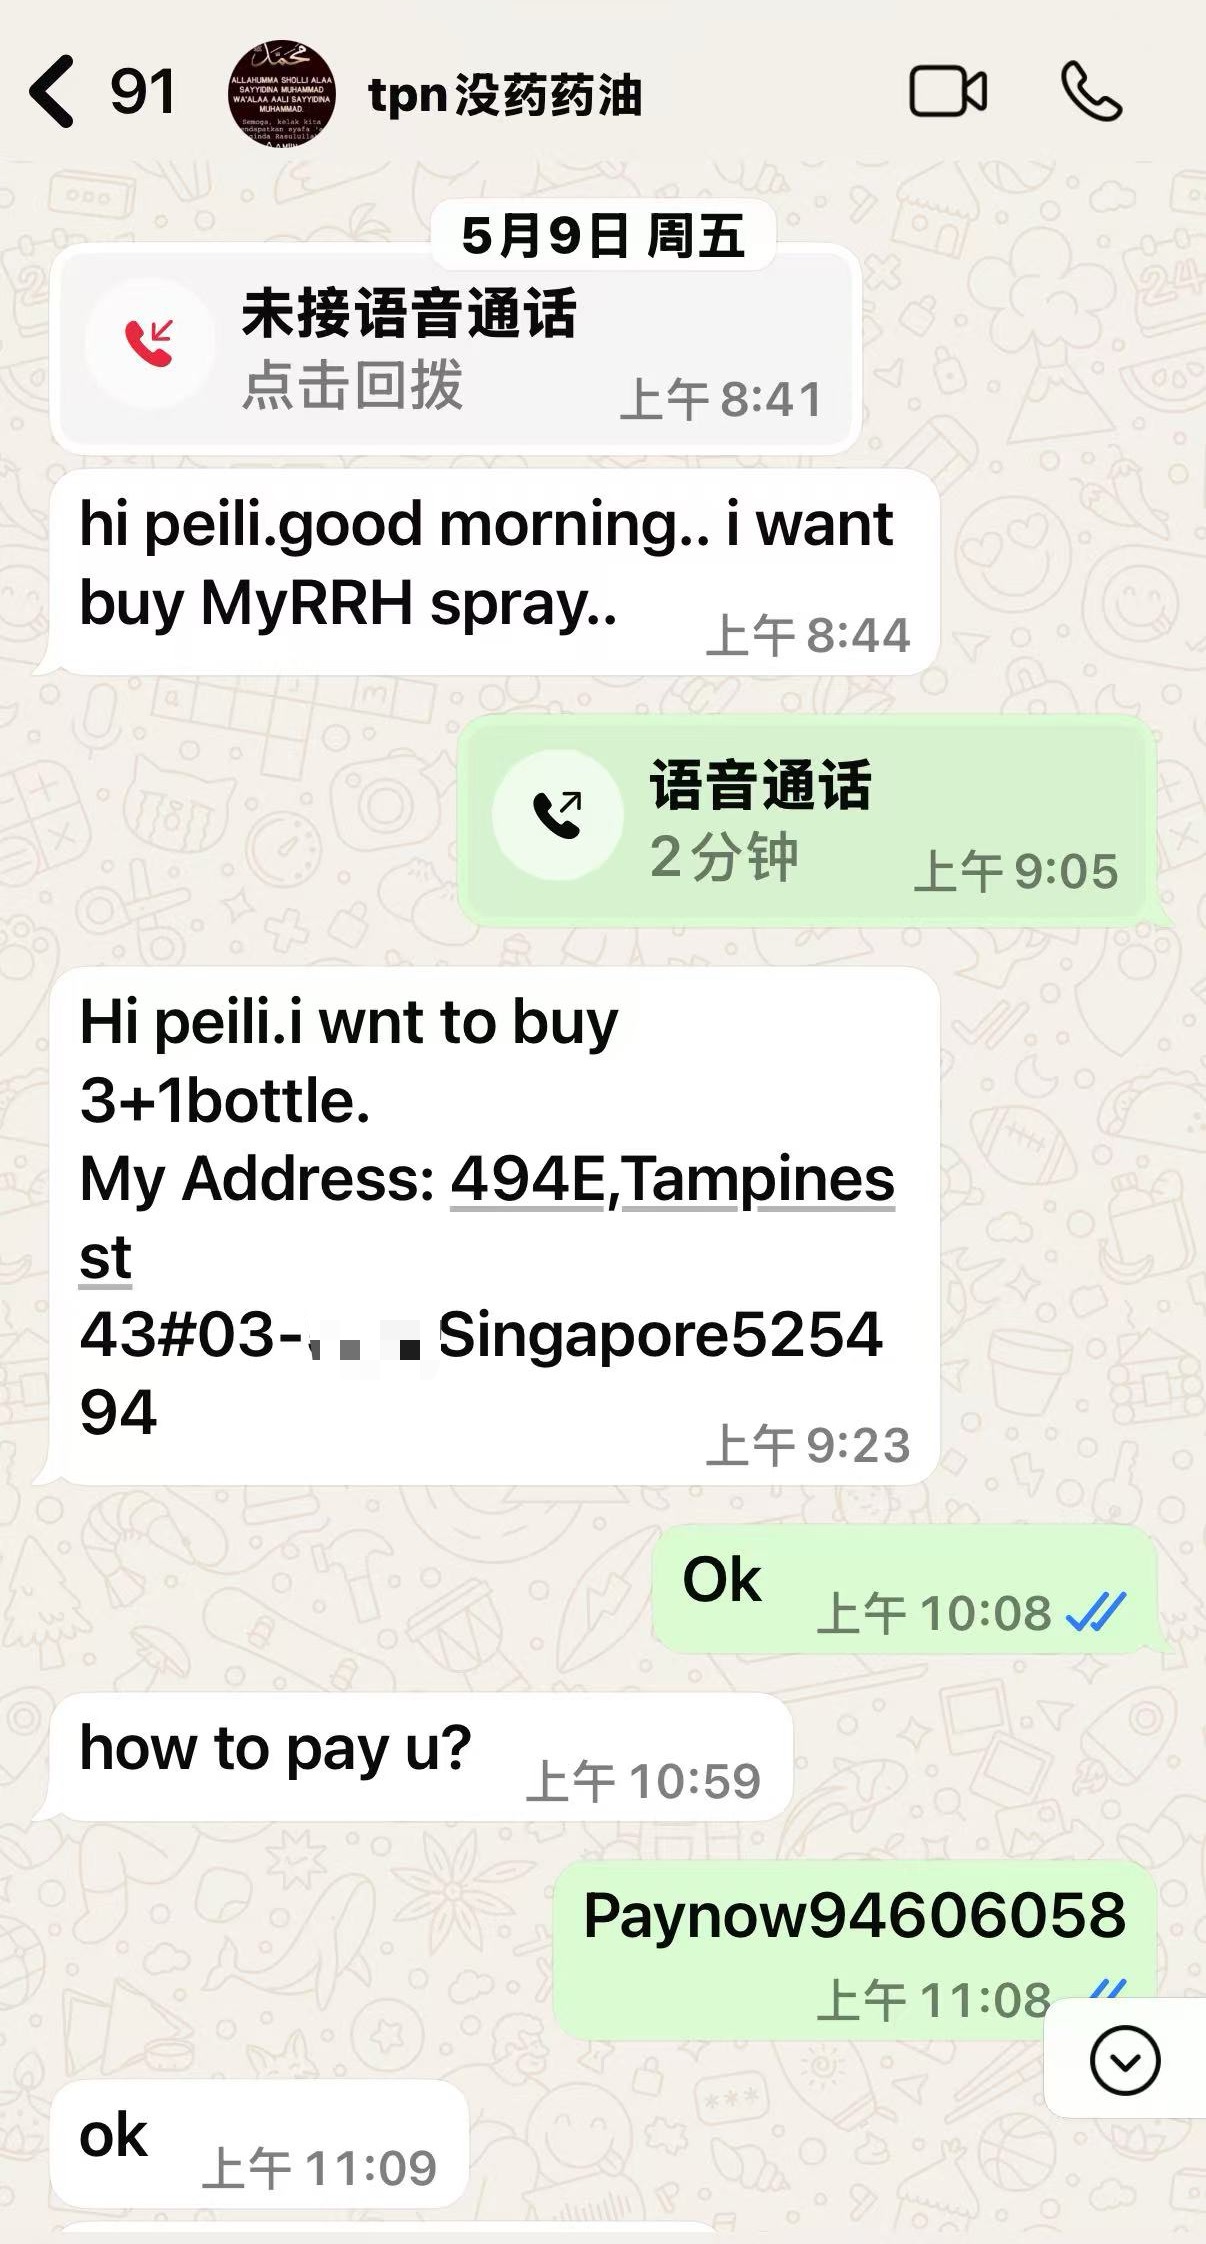 91
tpn没药药油
ALLAHUMMA SHOLLI ALAA
SAYYIDINA MUHAMMAD
WA'ALAA AALI SAYYIDINA
MUHAMMAD.
Semoga, kelak kita
5月9日 周五
未接语音通话
点击回拨
上午 8:41
hi peili.good morning.. i want
buy MyRRH spray..
上午 8:44
语音通话
2分钟
上午 9:05
Hi peili.i wnt to buy
3+1bottle.
My Address: 494E,Tampines
st
43#03- Singapore5254
94
上午 9:23
Ok
上午 10:08
how to pay u?
上午 10:59
Paynow94606058
上午 11:08
ok
上午 11:09